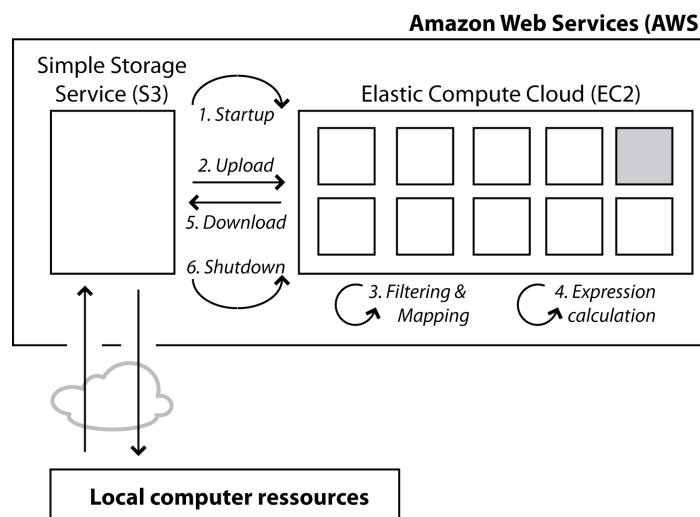 Amazon Web Services (AWS
Simple Storage
Service (S3)
Elastic Compute Cloud (EC2)
1. Startup
2. Upload
5. Download
6. Shutdown
3. Filtering &
Mapping
4. Expression
calculation
Local computer ressources